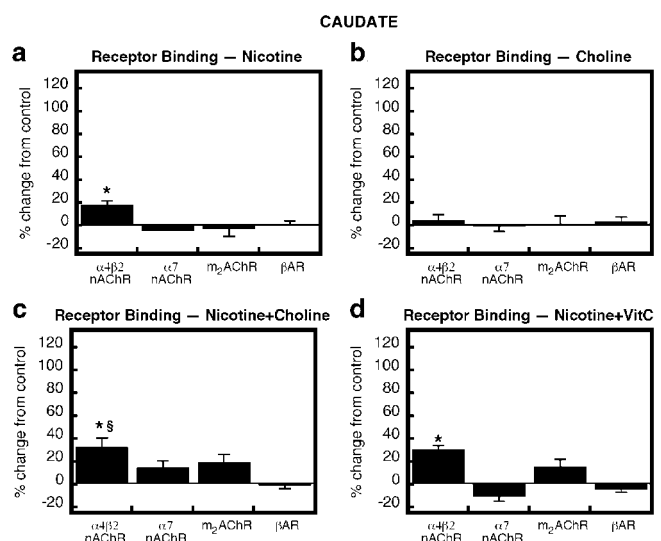 CAUDATE
a
Receptor Binding — Nicotine
% change from control
120
100
80
60
40
20
0
-20
*
α4β2 nAChR
α7 nAChR
m₂AChR
βAR
b
Receptor Binding — Choline
% change from control
120
100
80
60
40
20
0
-20
α4β2 nAChR
α7 nAChR
m₂AChR
βAR
c
Receptor Binding — Nicotine+Choline
% change from control
120
100
80
60
40
20
0
-20
* §
α4β2 nAChR
α7 nAChR
m₂AChR
βAR
d
Receptor Binding — Nicotine+VitC
% change from control
120
100
80
60
40
20
0
-20
*
α4β2 nAChR
α7 nAChR
m₂AChR
βAR